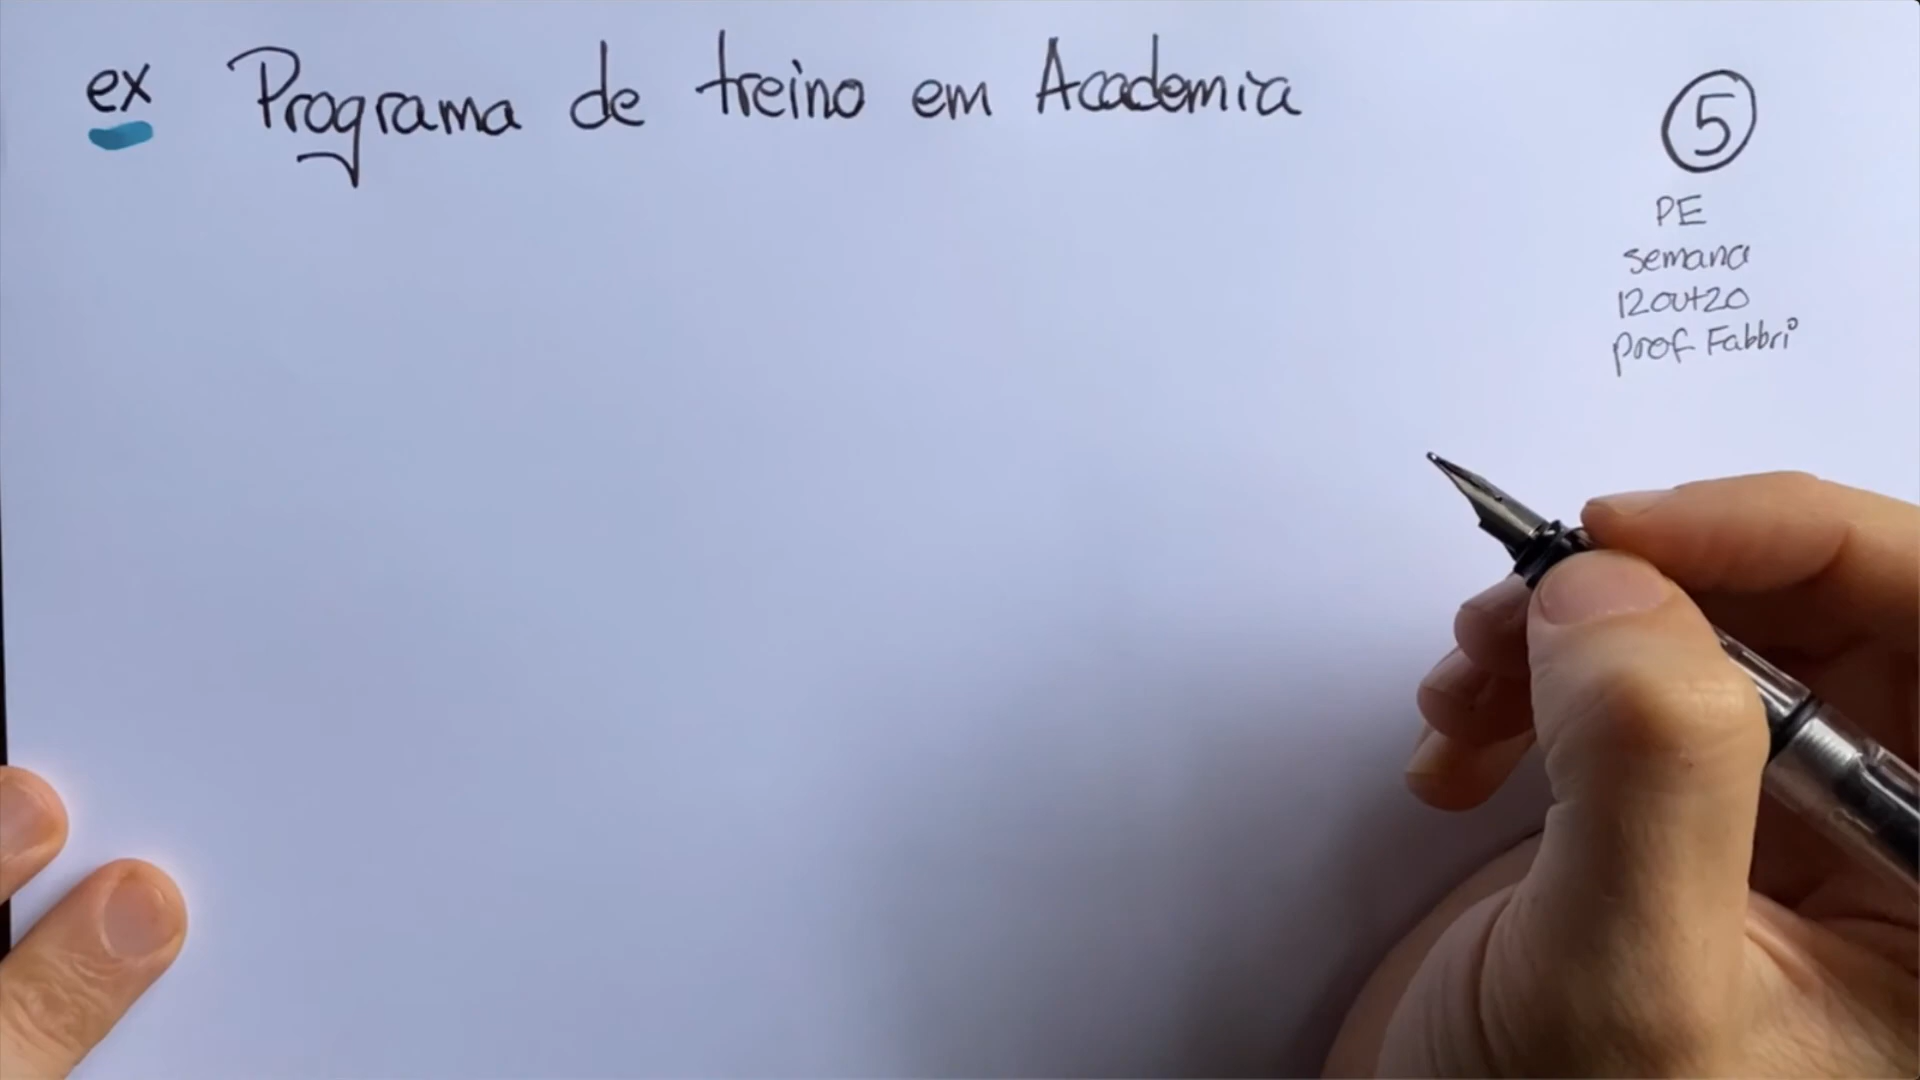 ex Programa de treino em Academia
5
PE
semana
12out20
prof Fabbri